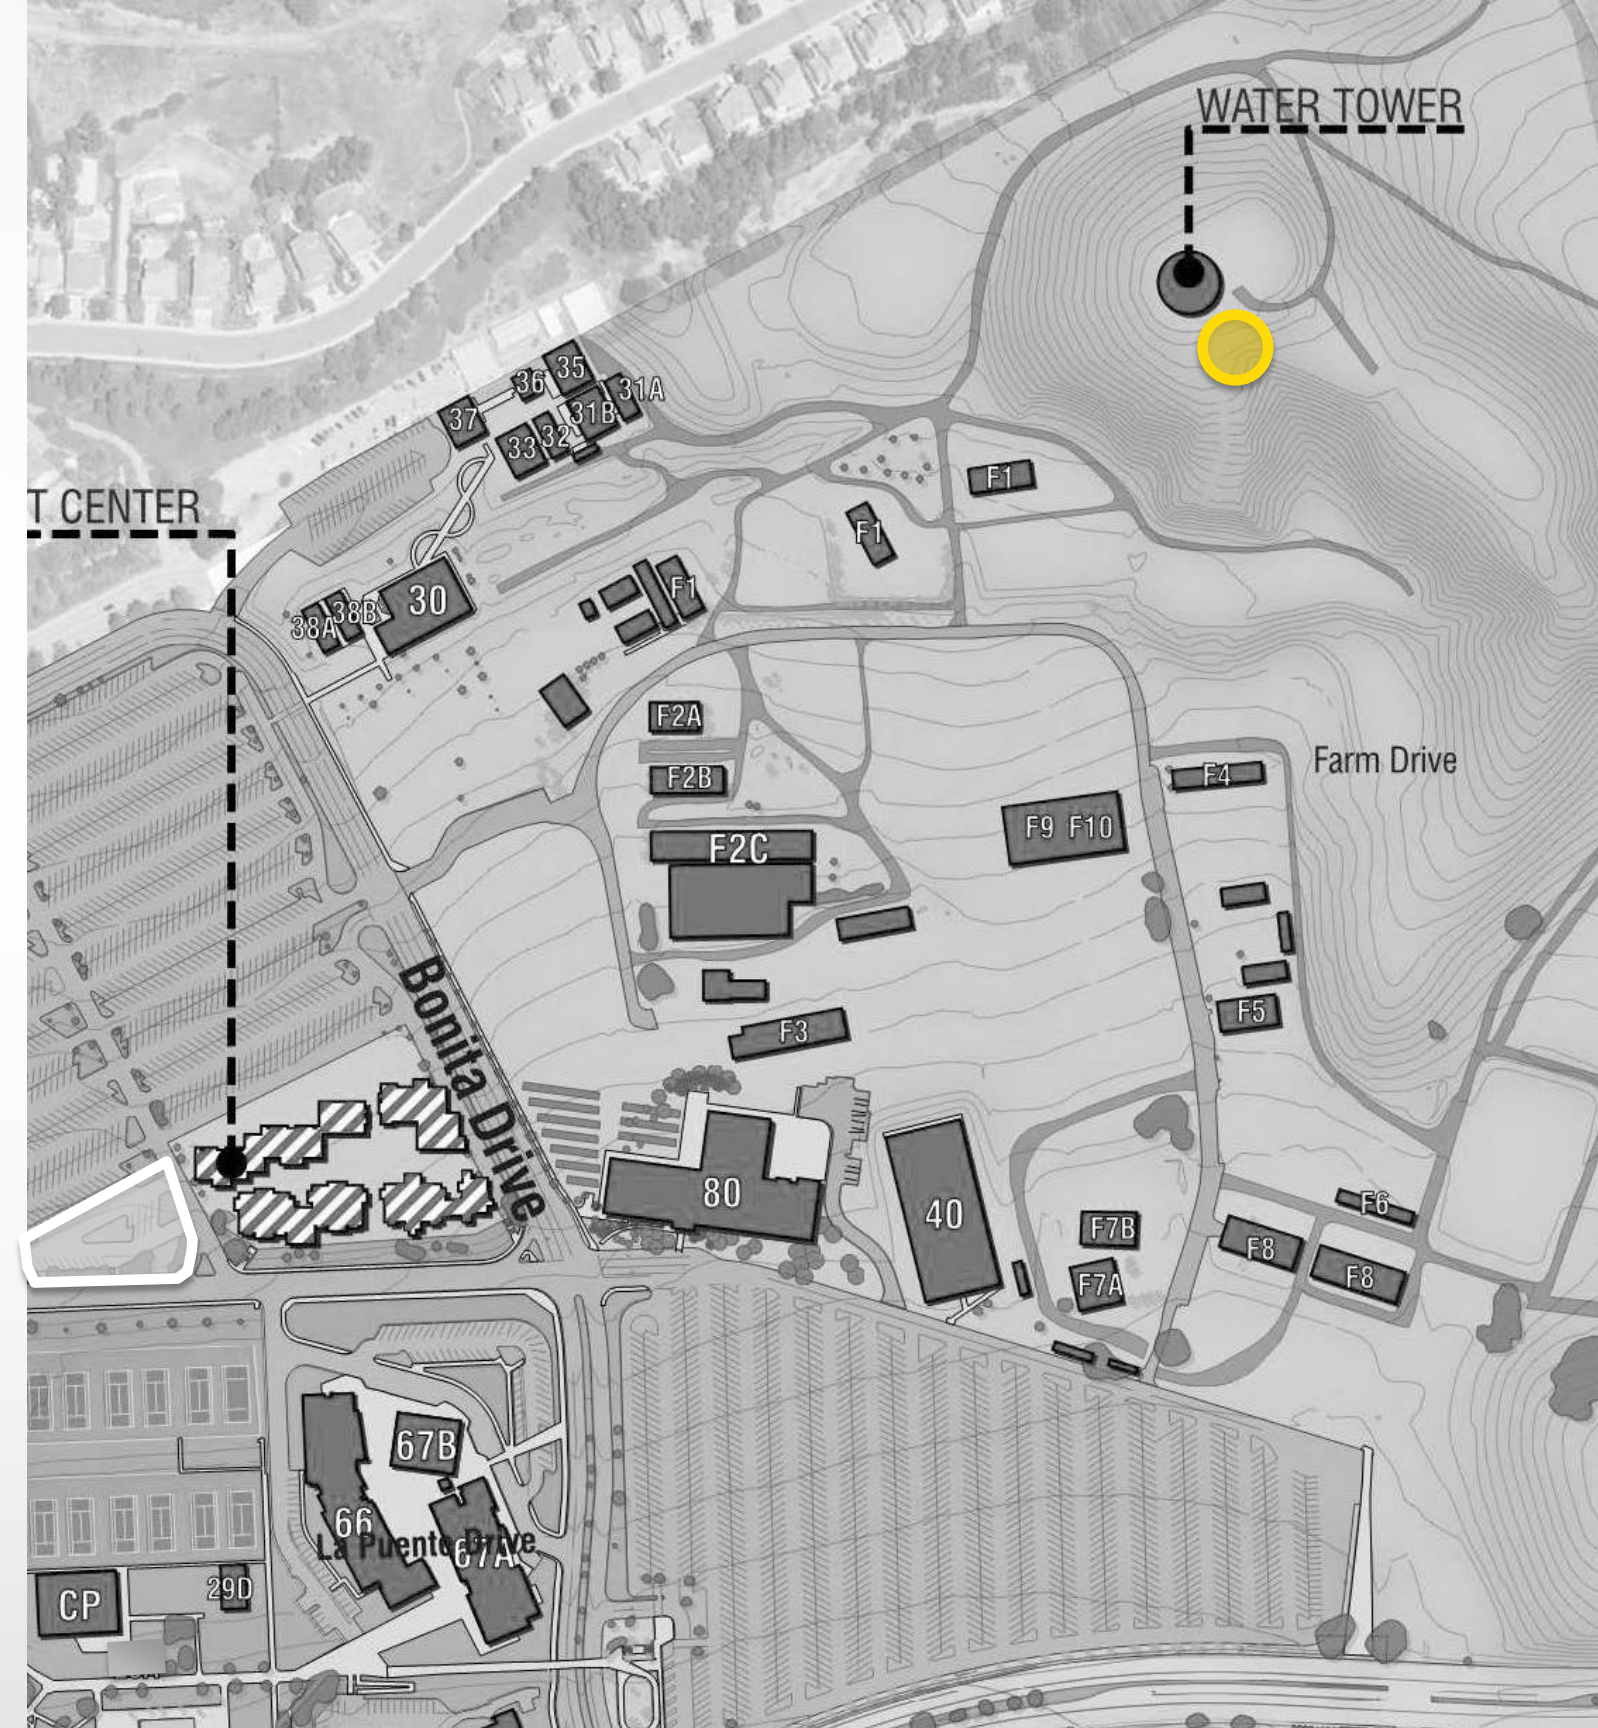 WATER TOWER
35
36
31A
37
31B
32
33
F1
T CENTER
F1
F1
30
38B
38A
F2A
F2B
Farm Drive
F4
F9 F10
F2C
Bonita Drive
F5
F3
80
40
F6
F7B
F8
F8
F7A
67B
66
La Puente Drive
67A
CP
29D